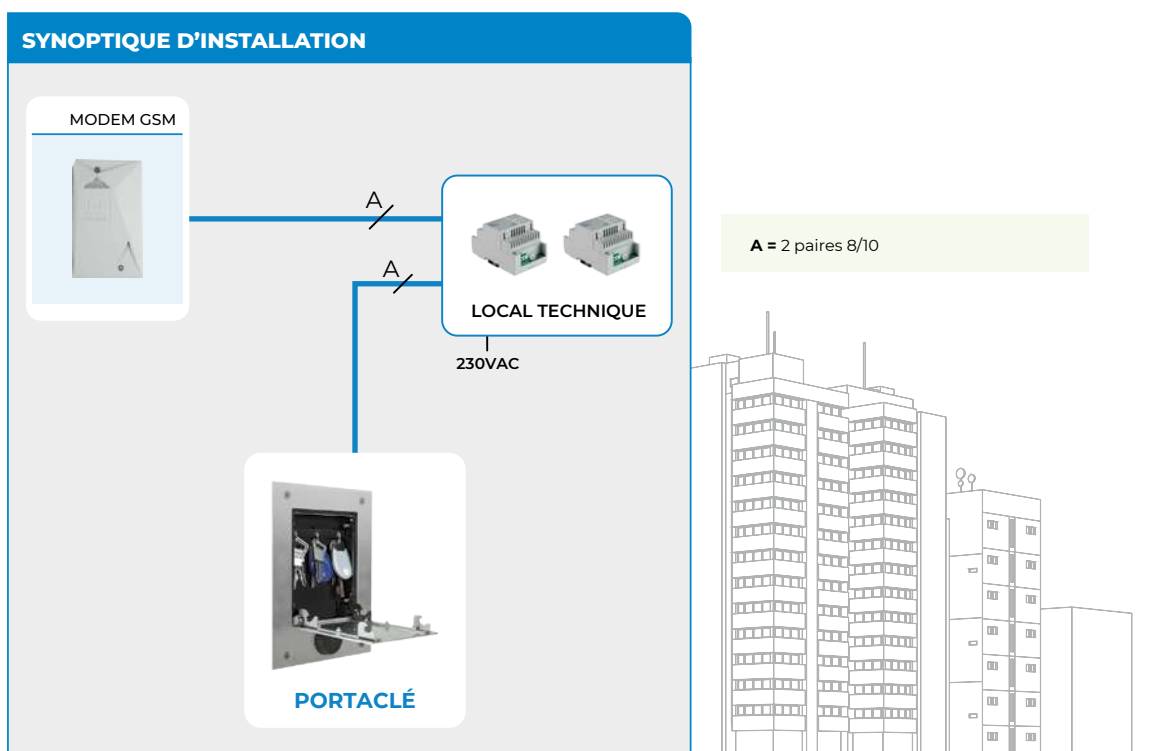 SYNOPTIQUE D’INSTALLATION
MODEM GSM
A
A
LOCAL TECHNIQUE
230VAC
A = 2 paires 8/10
PORTACLÉ